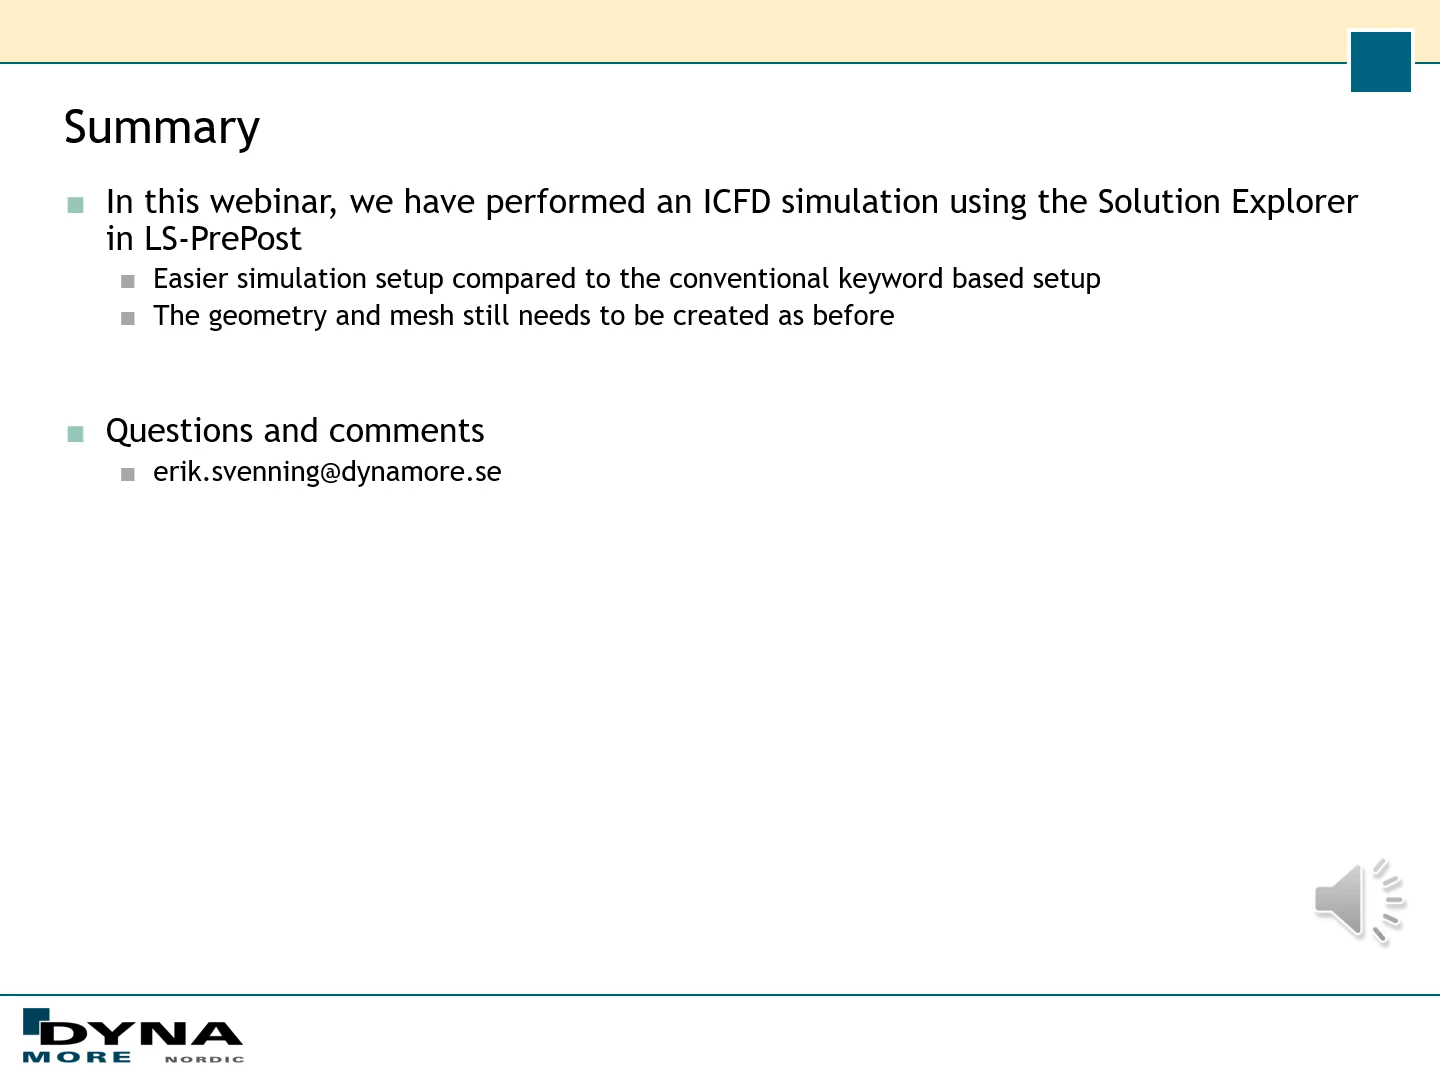 Summary
In this webinar, we have performed an ICFD simulation using the Solution Explorer
in LS-PrePost
Easier simulation setup compared to the conventional keyword based setup
The geometry and mesh still needs to be created as before
Questions and comments
erik.svenning@dynamore.se
DYNA
MORE NORDIC